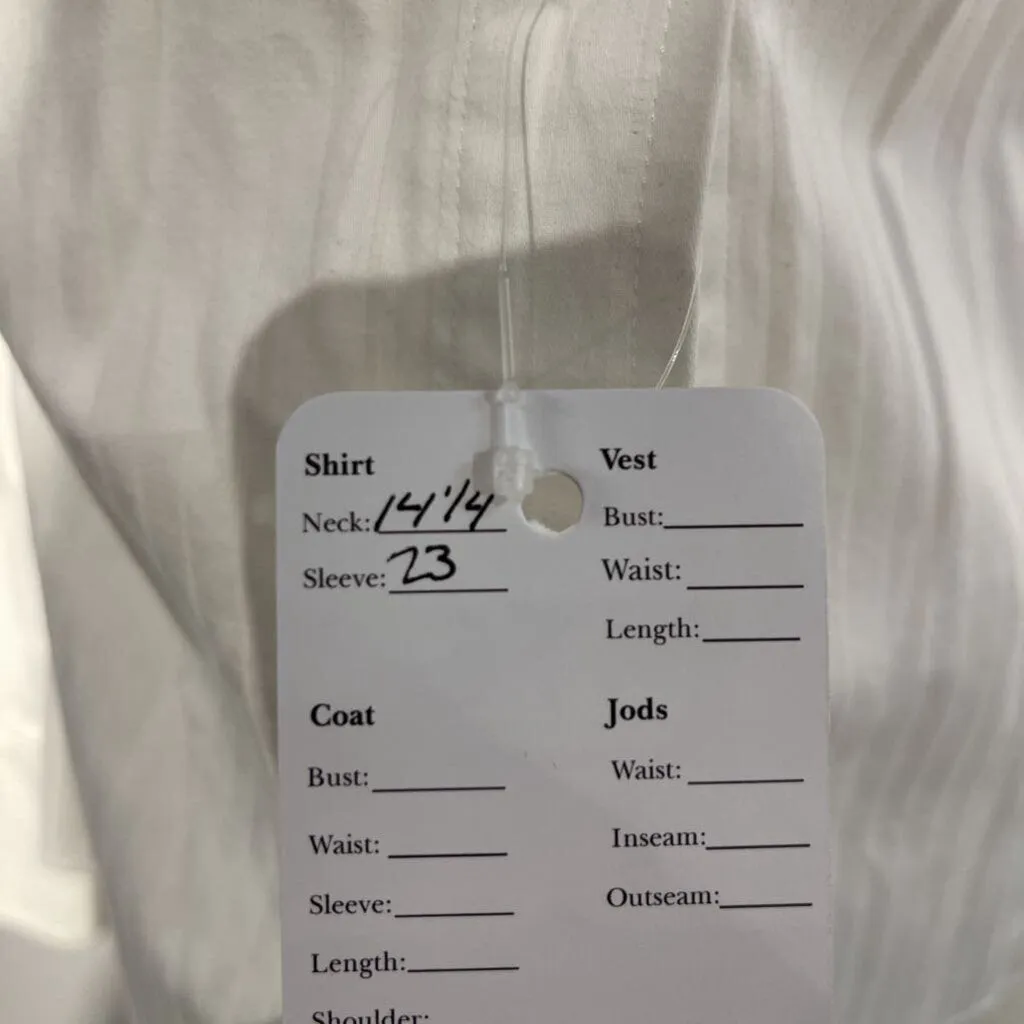 Shirt
Neck: 14 1/4
Sleeve: 23
Vest
Bust:
Waist:
Length:
Coat
Bust:
Waist:
Sleeve:
Length:
Shoulder:
Jods
Waist:
Inseam:
Outseam: